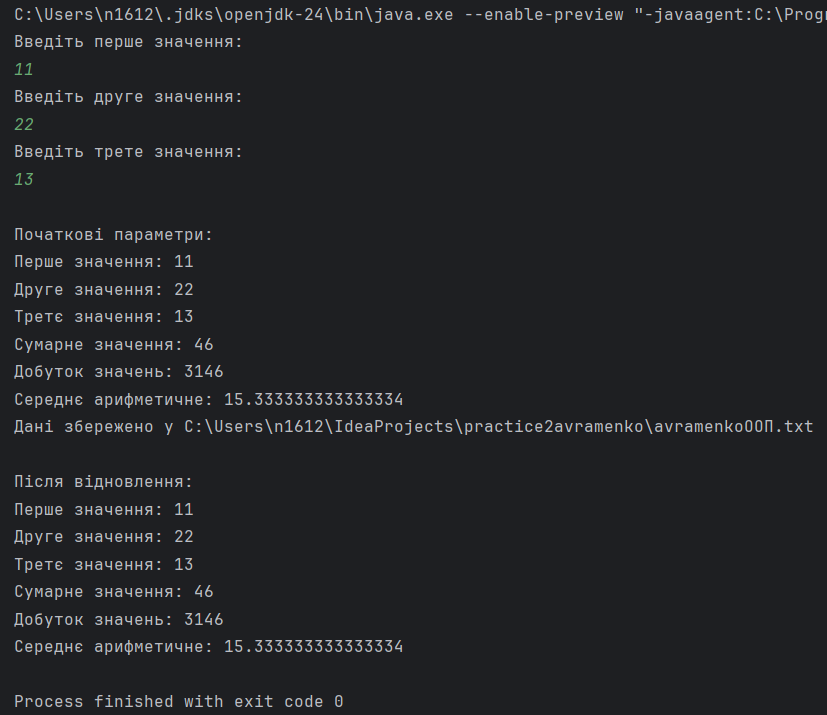 C:\Users\n1612\.jdks\openjdk-24\bin\java.exe --enable-preview "-javaagent:C:\Progr
Введіть перше значення:
11
Введіть друге значення:
22
Введіть трете значення:
13
Початкові параметри:
Перше значення: 11
Друге значення: 22
Третє значення: 13
Сумарне значення: 46
Добуток значень: 3146
Середнє арифметичне: 15.333333333333334
Дані збережено у C:\Users\n1612\IdeaProjects\practice2avramenko\avramenkoООП.txt
Після відновлення:
Перше значення: 11
Друге значення: 22
Третє значення: 13
Сумарне значення: 46
Добуток значень: 3146
Середнє арифметичне: 15.333333333333334
Process finished with exit code 0